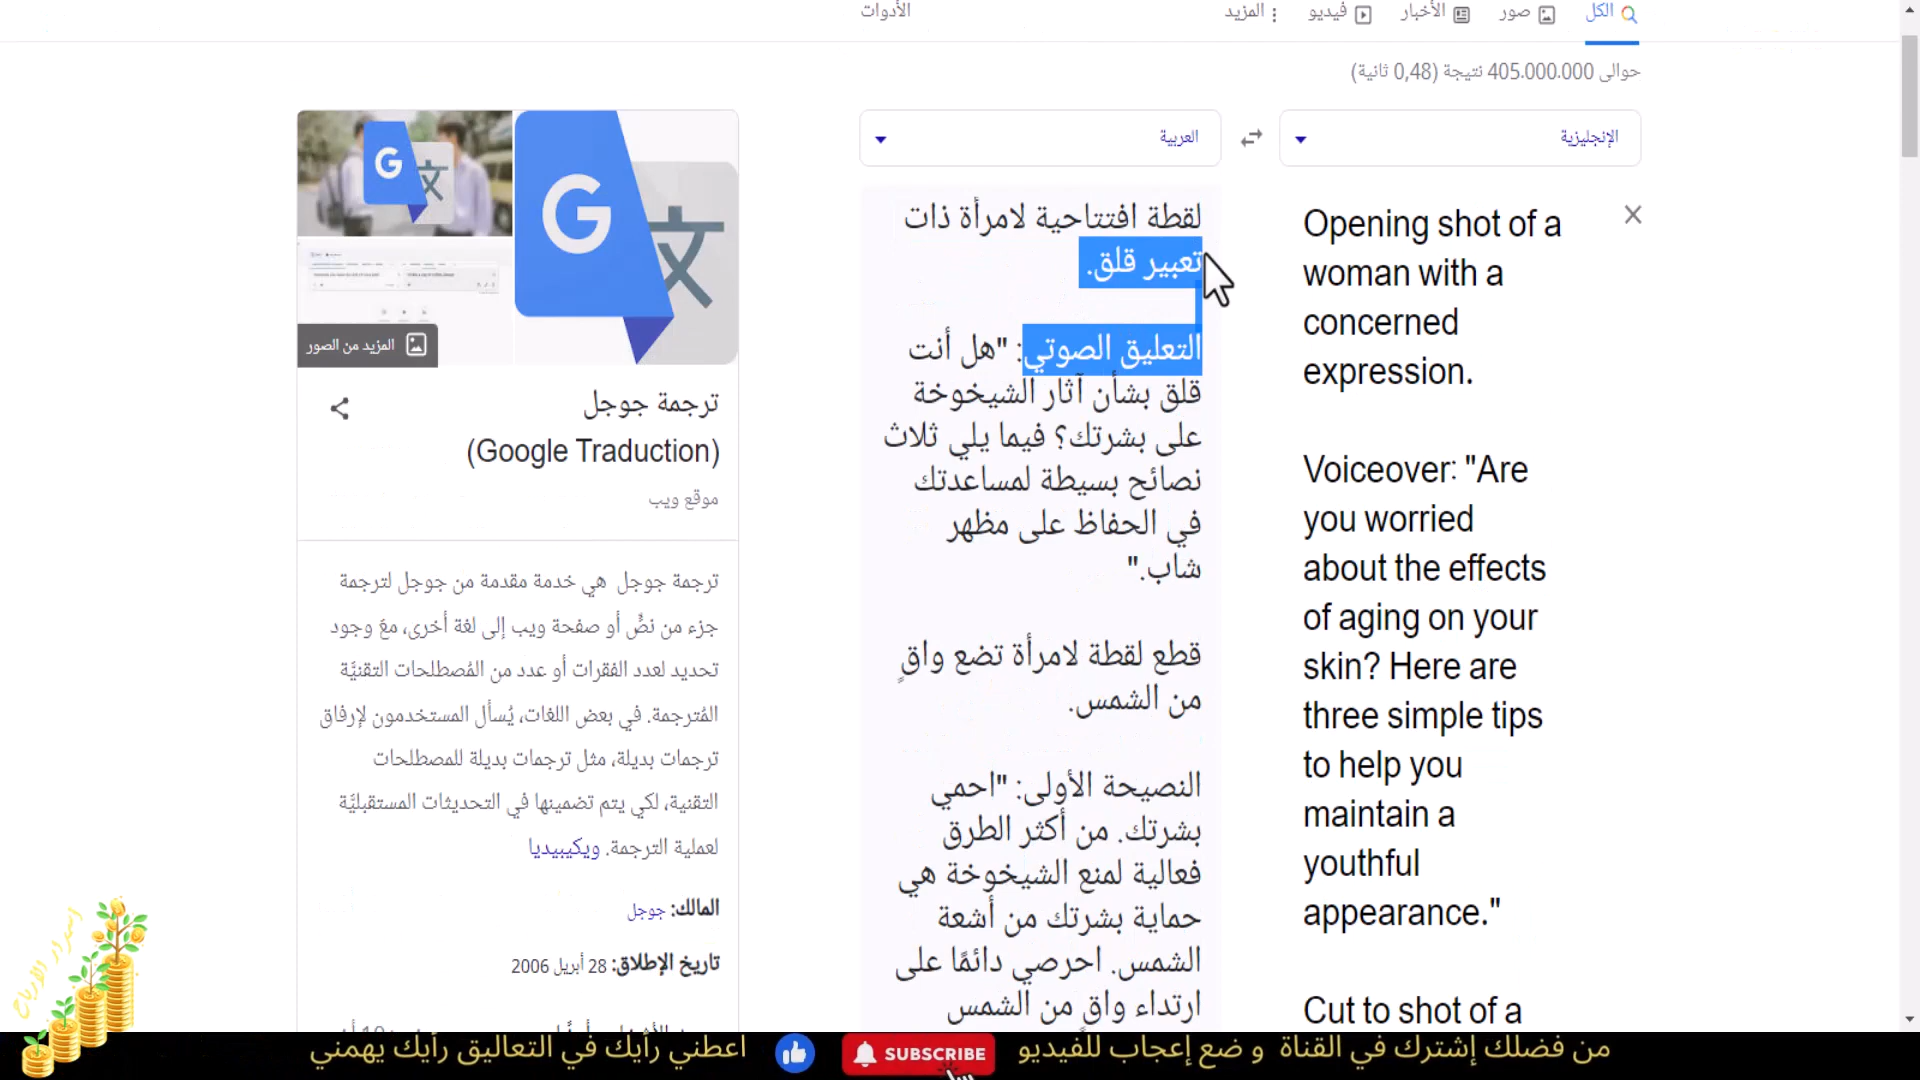 الكل
صور
الأخبار
فيديو
المزيد
الأدوات
حوالى 405.000.000 نتيجة (0,48 ثانية)
الإنجليزية
العربية
Opening shot of a
woman with a
concerned
expression.
Voiceover: "Are
you worried
about the effects
of aging on your
skin? Here are
three simple tips
to help you
maintain a
youthful
appearance."
Cut to shot of a
لقطة افتتاحية لامرأة ذات
تعبير قلق.
التعليق الصوتي: "هل أنت
قلق بشأن آثار الشيخوخة
على بشرتك؟ فيما يلي ثلاث
نصائح بسيطة لمساعدتك
في الحفاظ على مظهر
شاب."
قطع لقطة لامرأة تضع واقٍ
من الشمس.
النصيحة الأولى: "احمي
بشرتك. من أكثر الطرق
فعالية لمنع الشيخوخة هي
حماية بشرتك من أشعة
الشمس. احرصي دائمًا على
ارتداء واقٍ من الشمس
المزيد من الصور
ترجمة جوجل
(Google Traduction)
موقع ويب
ترجمة جوجل هي خدمة مقدمة من جوجل لترجمة
جزء من نصٍّ أو صفحة ويب إلى لغة أخرى، مع وجود
تحديد لعدد الفقرات أو عدد من المُصطلحات التقنيَّة
المُترجمة. في بعض اللغات، يُسأل المستخدمون لإرفاق
ترجمات بديلة، مثل ترجمات بديلة للمصطلحات
التقنية، لكي يتم تضمينها في التحديثات المستقبليَّة
لعملية الترجمة. ويكيبيديا
المالك: جوجل
تاريخ الإطلاق: 28 أبريل 2006
اسدرار الأرباح
من فضلك إشترك في القناة و ضع إعجاب للفيديو
SUBSCRIBE
اعطني رأيك في التعاليق رأيك يهمني